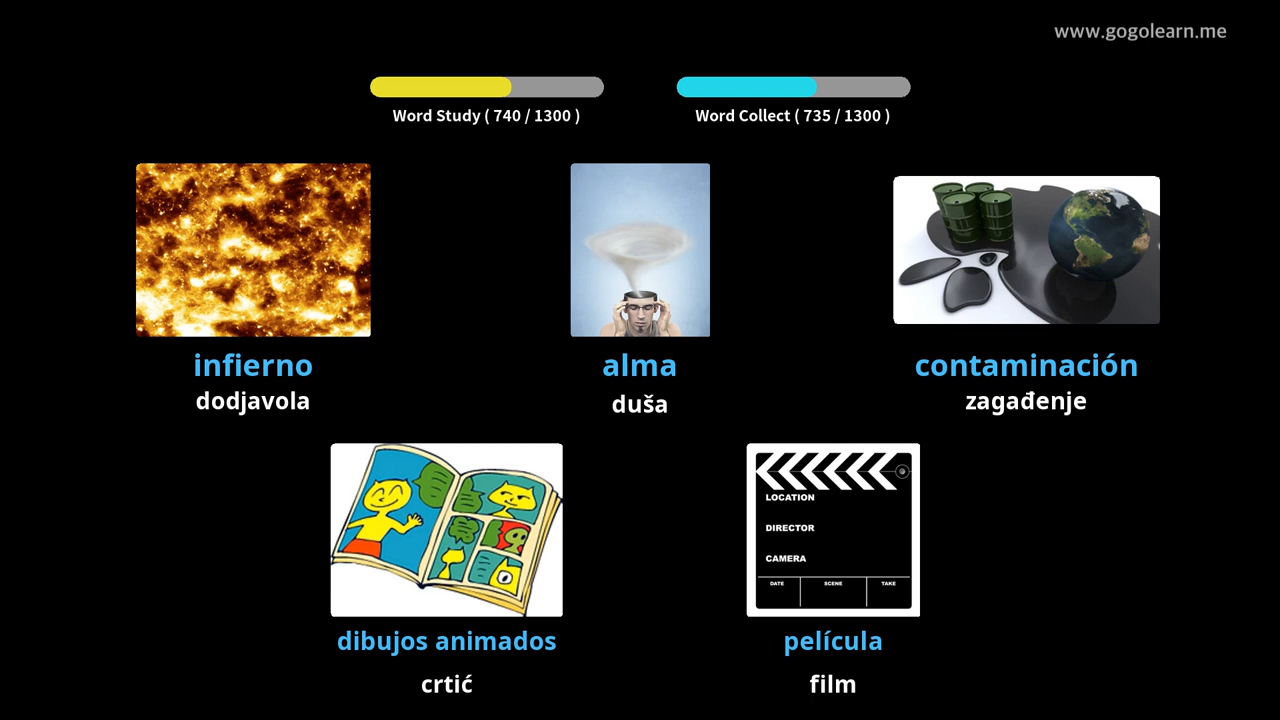 www.gogolearn.me
Word Study ( 740 / 1300 )
Word Collect ( 735 / 1300 )
infierno
dodjavola
alma
duša
contaminación
zagađenje
LOCATION
DIRECTOR
CAMERA
DATE
SCENE
TAKE
dibujos animados
crtić
película
film